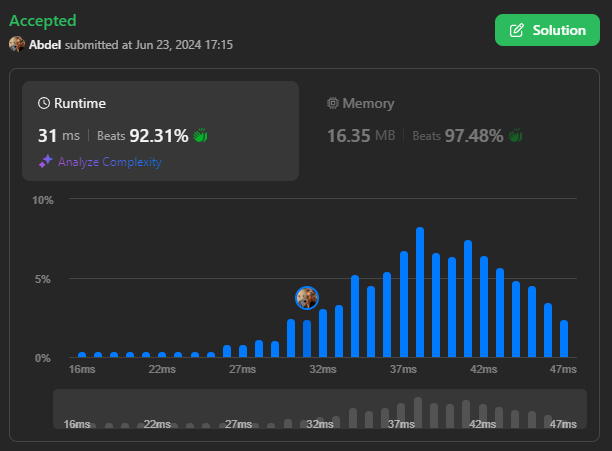 Accepted
Abdel submitted at Jun 23, 2024 17:15
Solution
Runtime
31 ms | Beats 92.31%
Analyze Complexity
Memory
16.35 MB | Beats 97.48%
10%
5%
0%
16ms 22ms 27ms 32ms 37ms 42ms 47ms
16ms 22ms 27ms 32ms 37ms 42ms 47ms